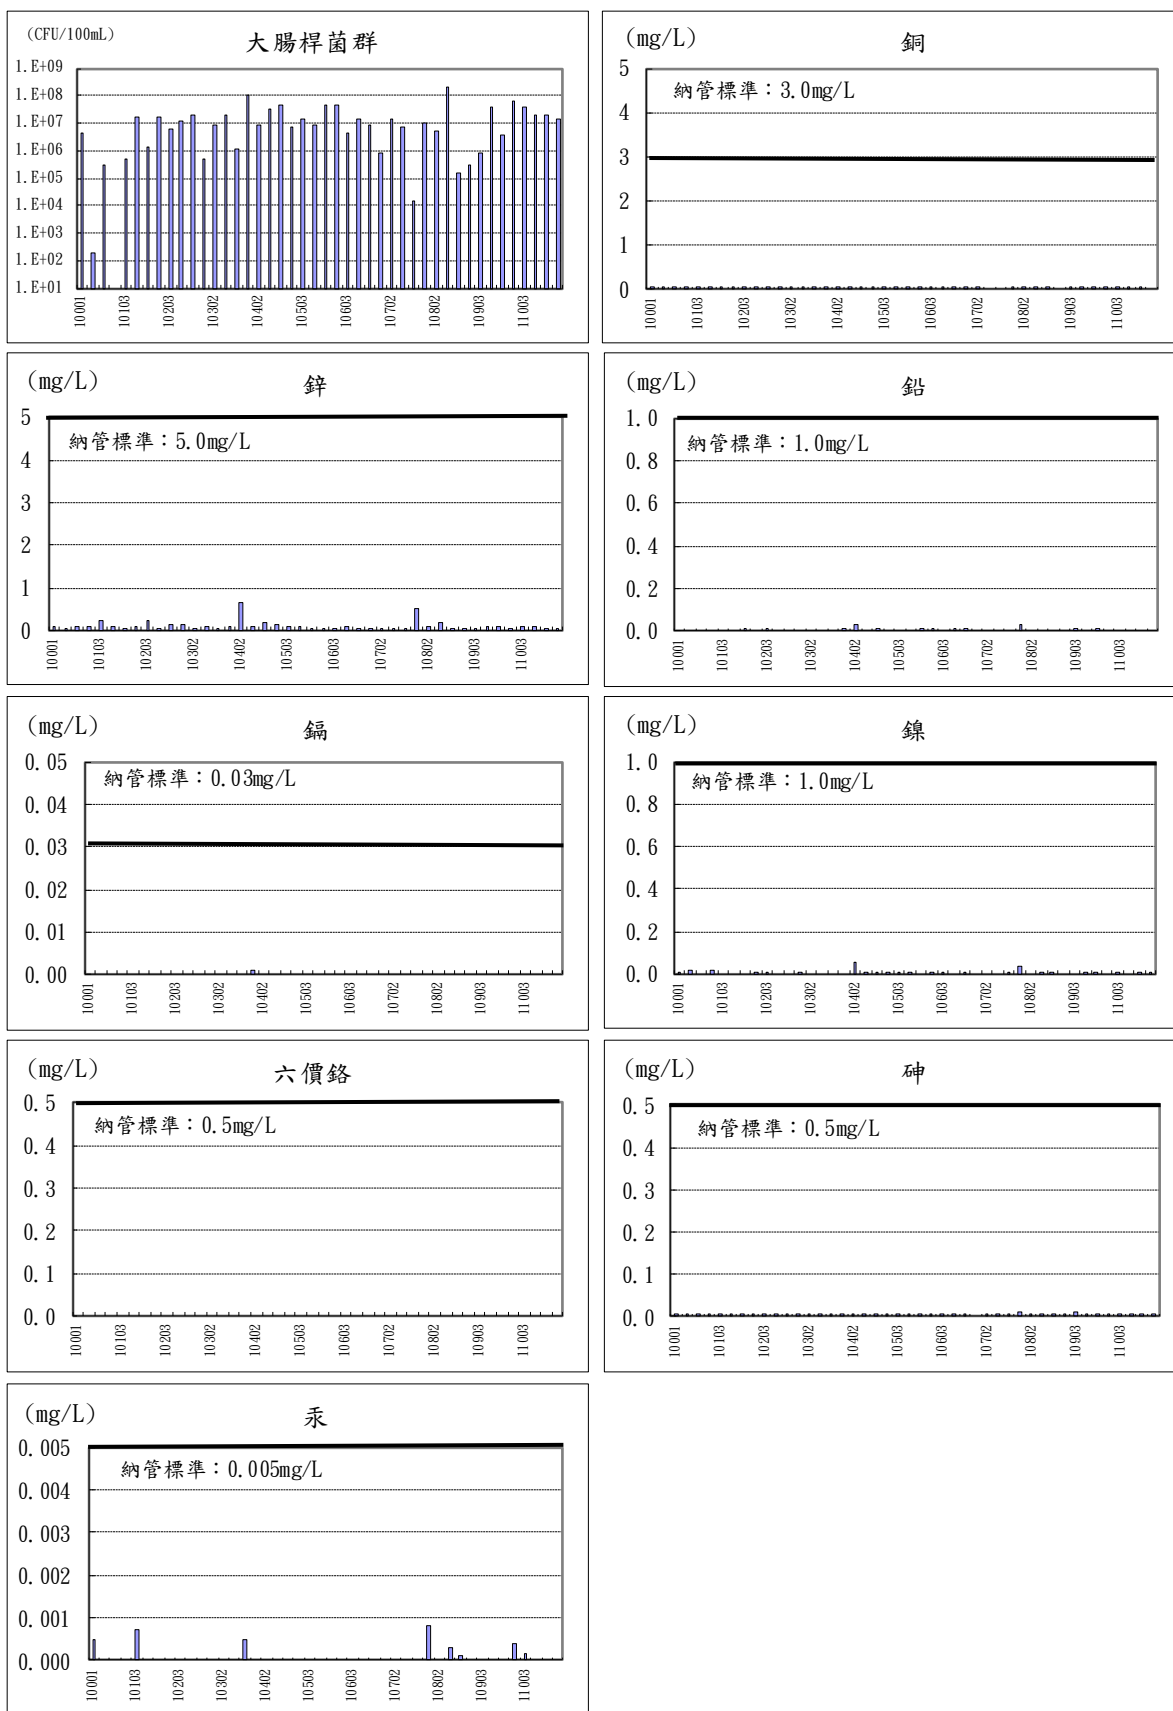 (CFU/100mL)
大腸桿菌群
1.E+09
1.E+08
1.E+07
1.E+06
1.E+05
1.E+04
1.E+03
1.E+02
1.E+01
10001 10103 10203 10302 10402 10503 10603 10702 10802 10903 11003
(mg/L)
銅
納管標準：3.0mg/L
5
4
3
2
1
0
10001 10103 10203 10302 10402 10503 10603 10702 10802 10903 11003
(mg/L)
鋅
納管標準：5.0mg/L
5
4
3
2
1
0
10001 10103 10203 10302 10402 10503 10603 10702 10802 10903 11003
(mg/L)
鉛
納管標準：1.0mg/L
1.0
0.8
0.6
0.4
0.2
0.0
10001 10103 10203 10302 10402 10503 10603 10702 10802 10903 11003
(mg/L)
鎘
納管標準：0.03mg/L
0.05
0.04
0.03
0.02
0.01
0.00
10001 10103 10203 10302 10402 10503 10603 10702 10802 10903 11003
(mg/L)
鎳
納管標準：1.0mg/L
1.0
0.8
0.6
0.4
0.2
0.0
10001 10103 10203 10302 10402 10503 10603 10702 10802 10903 11003
(mg/L)
六價鉻
納管標準：0.5mg/L
0.5
0.4
0.3
0.2
0.1
0.0
10001 10103 10203 10302 10402 10503 10603 10702 10802 10903 11003
(mg/L)
砷
納管標準：0.5mg/L
0.5
0.4
0.3
0.2
0.1
0.0
10001 10103 10203 10302 10402 10503 10603 10702 10802 10903 11003
(mg/L)
汞
納管標準：0.005mg/L
0.005
0.004
0.003
0.002
0.001
0.000
10001 10103 10203 10302 10402 10503 10603 10702 10802 10903 11003